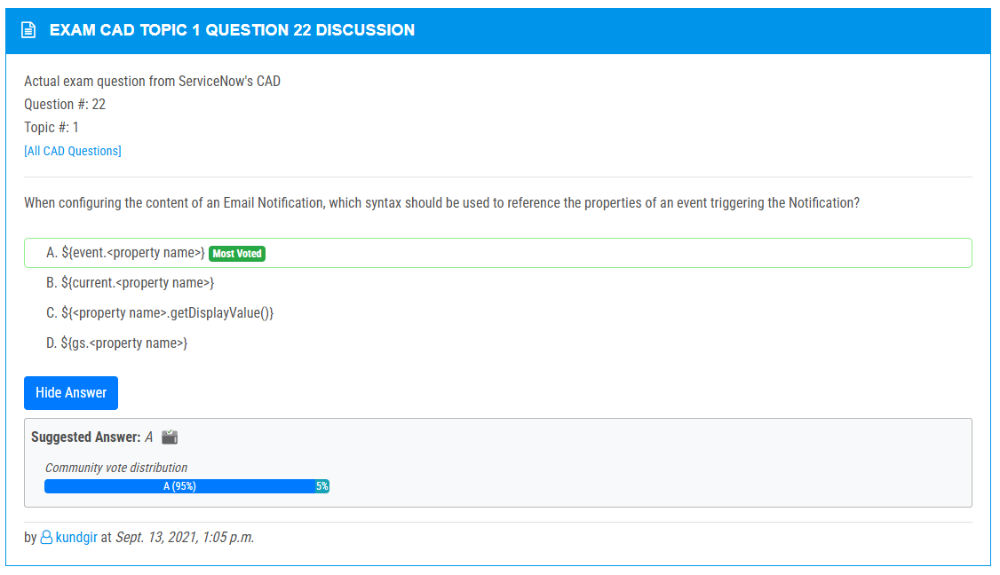 EXAM CAD TOPIC 1 QUESTION 22 DISCUSSION
Actual exam question from ServiceNow's CAD
Question #: 22
Topic #: 1
[All CAD Questions]
When configuring the content of an Email Notification, which syntax should be used to reference the properties of an event triggering the Notification?
A. ${event.<property name>} Most Voted
B. ${current.<property name>}
C. ${<property name>.getDisplayValue()}
D. ${gs.<property name>}
Hide Answer
Suggested Answer: A
Community vote distribution
A (95%) 5%
by kundgir at Sept. 13, 2021, 1:05 p.m.